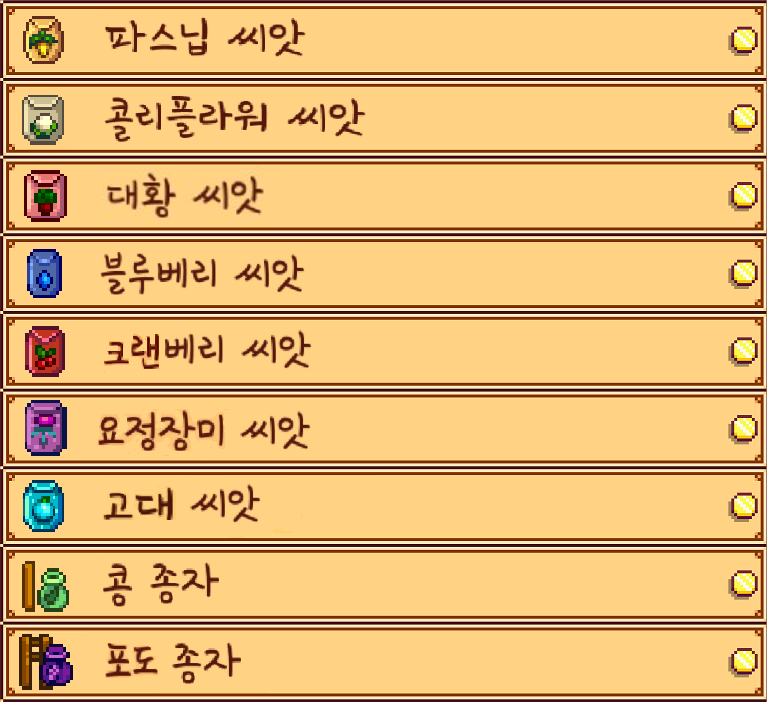 파스닙 씨앗
콜리플라워 씨앗
대황 씨앗
블루베리 씨앗
크랜베리 씨앗
요정장미 씨앗
고대 씨앗
콩 종자
포도 종자